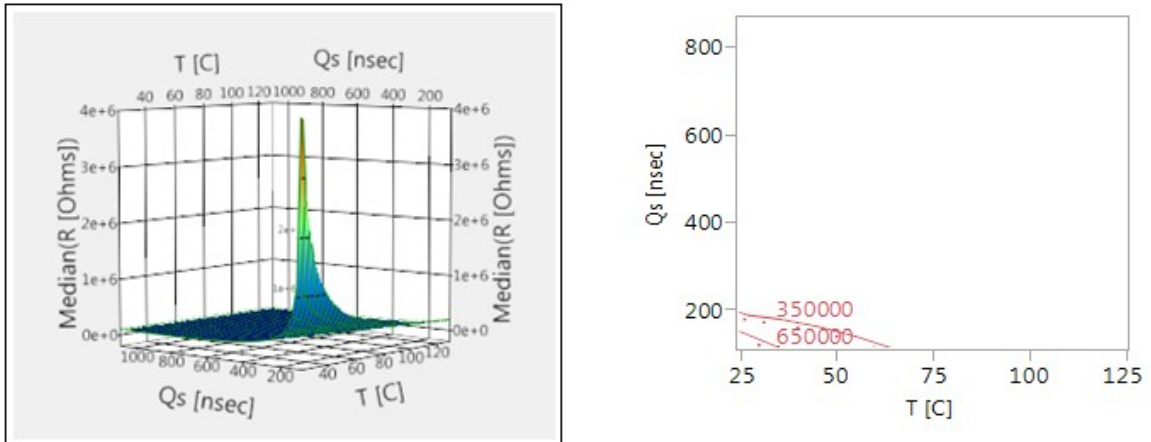 T [C] Qs [nsec]
40 60 80 100 120 1000 800 600 400 200
4e+6 4e+6
3e+6 3e+6
2e+6 2e+6
1e+6 1e+6
0e+0 0e+0
Median(R [Ohms])
Median(R [Ohms])
2e+
1e+6
1000 800 600 400 200 40 60 80 100 120
Qs [nsec] T [C]
800
600
400
200
Qs [nsec]
350000
650000
25 50 75 100 125
T [C]